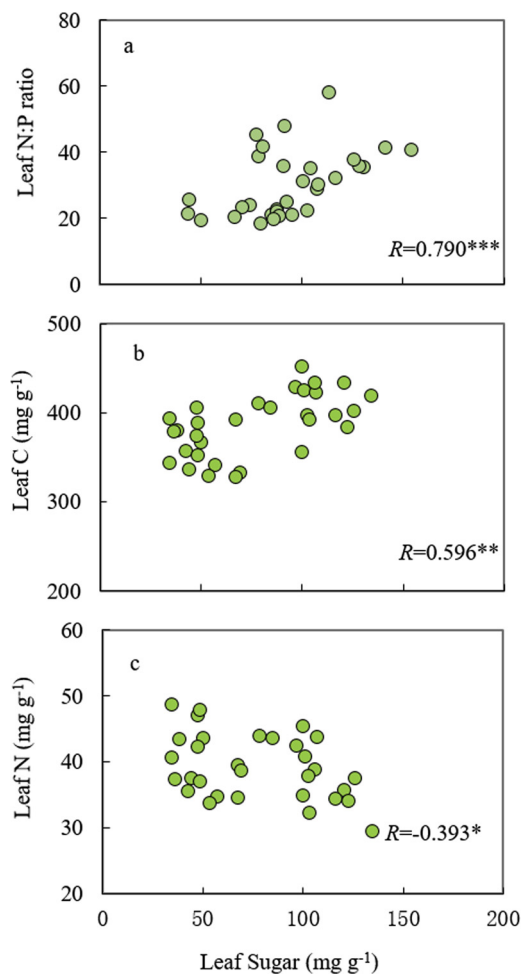 80
a
60
Leaf N:P ratio
40
20
R=0.790***
0
500
b
400
Leaf C (mg g-1)
300
R=0.596**
200
60
c
50
Leaf N (mg g-1)
40
30
R=-0.393*
20
0 50 100 150 200
Leaf Sugar (mg g-1)